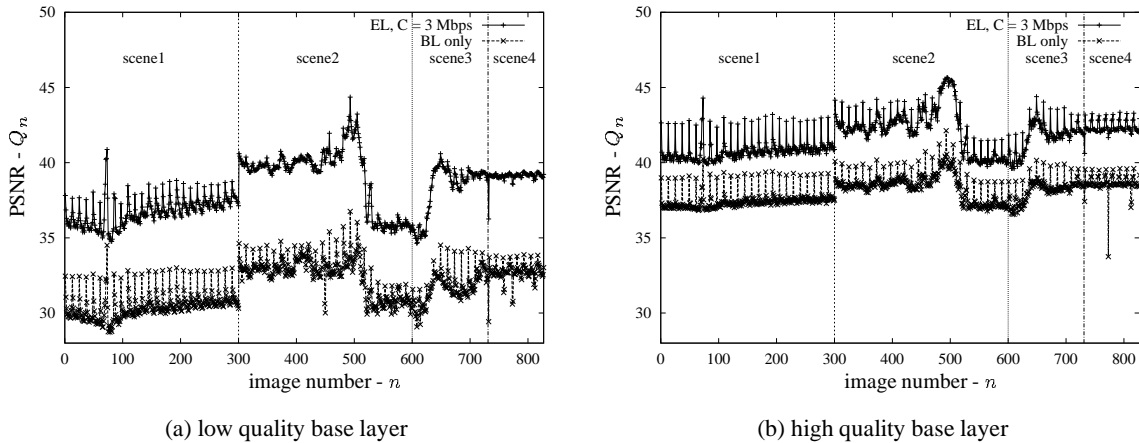 EL, C = 3 Mbps
BL only
scene1
scene2
scene3
scene4
50
45
40
35
30
PSNR - Qn
0
100
200
300
400
500
600
700
800
image number - n
(a) low quality base layer
EL, C = 3 Mbps
BL only
scene1
scene2
scene3
scene4
50
45
40
35
30
PSNR - Qn
0
100
200
300
400
500
600
700
800
image number - n
(b) high quality base layer